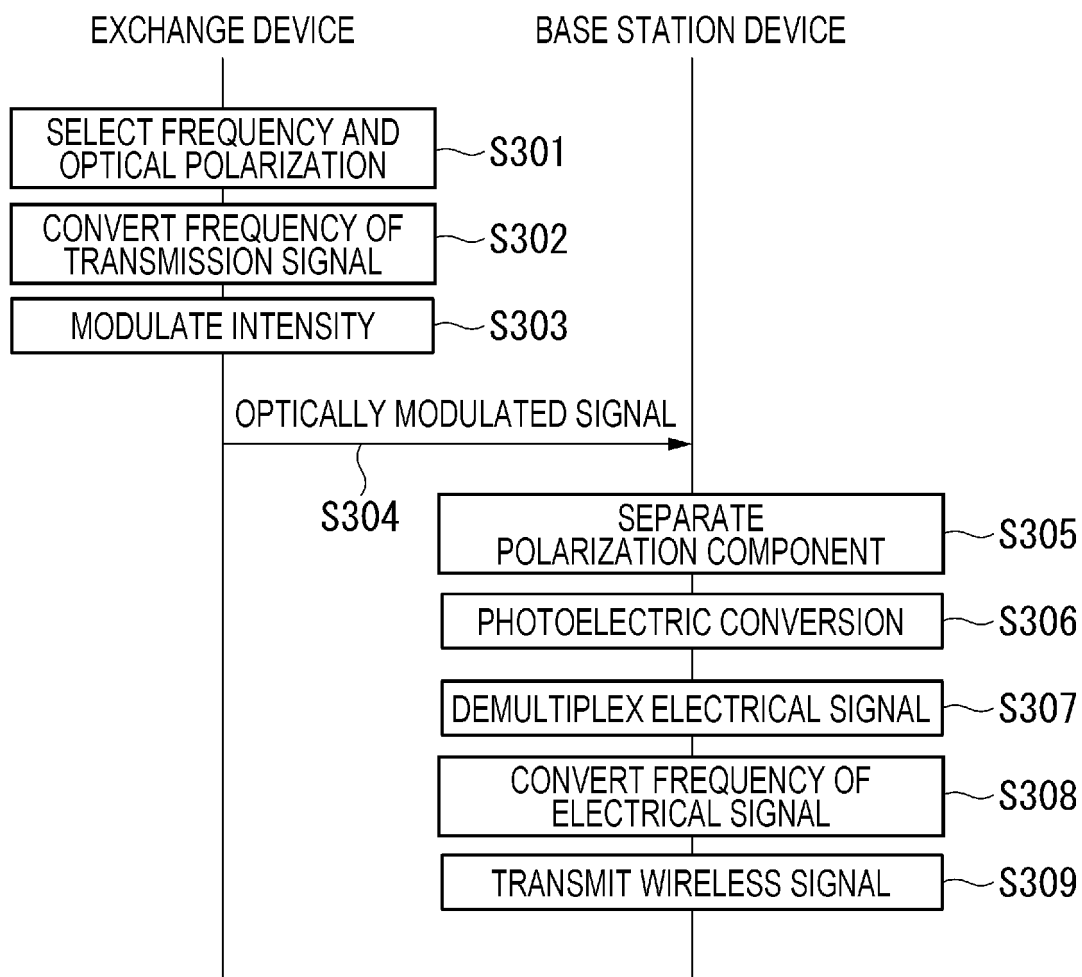 EXCHANGE DEVICE
BASE STATION DEVICE
SELECT FREQUENCY AND
OPTICAL POLARIZATION
S301
CONVERT FREQUENCY OF
TRANSMISSION SIGNAL
S302
MODULATE INTENSITY
S303
OPTICALLY MODULATED SIGNAL
S304
SEPARATE
POLARIZATION COMPONENT
S305
PHOTOELECTRIC CONVERSION
S306
DEMULTIPLEX ELECTRICAL SIGNAL
S307
CONVERT FREQUENCY OF
ELECTRICAL SIGNAL
S308
TRANSMIT WIRELESS SIGNAL
S309